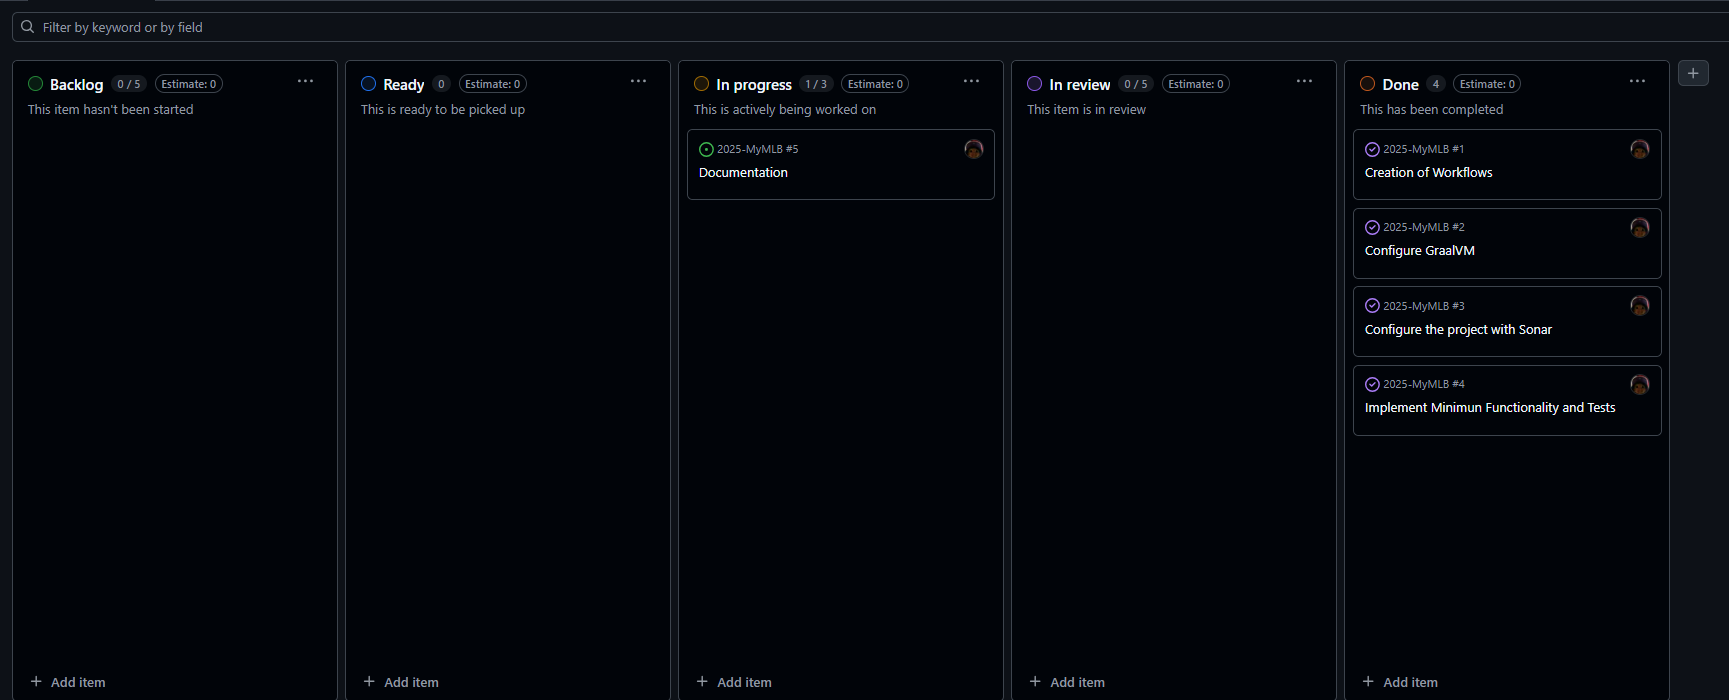 Filter by keyword or by field
Backlog 0 / 5 Estimate: 0
This item hasn't been started
Add item
Ready 0 Estimate: 0
This is ready to be picked up
Add item
In progress 1 / 3 Estimate: 0
This is actively being worked on
2025-MyMLB #5
Documentation
Add item
In review 0 / 5 Estimate: 0
This item is in review
Add item
Done 4 Estimate: 0
This has been completed
2025-MyMLB #1
Creation of Workflows
2025-MyMLB #2
Configure GraalVM
2025-MyMLB #3
Configure the project with Sonar
2025-MyMLB #4
Implement Minimun Functionality and Tests
Add item